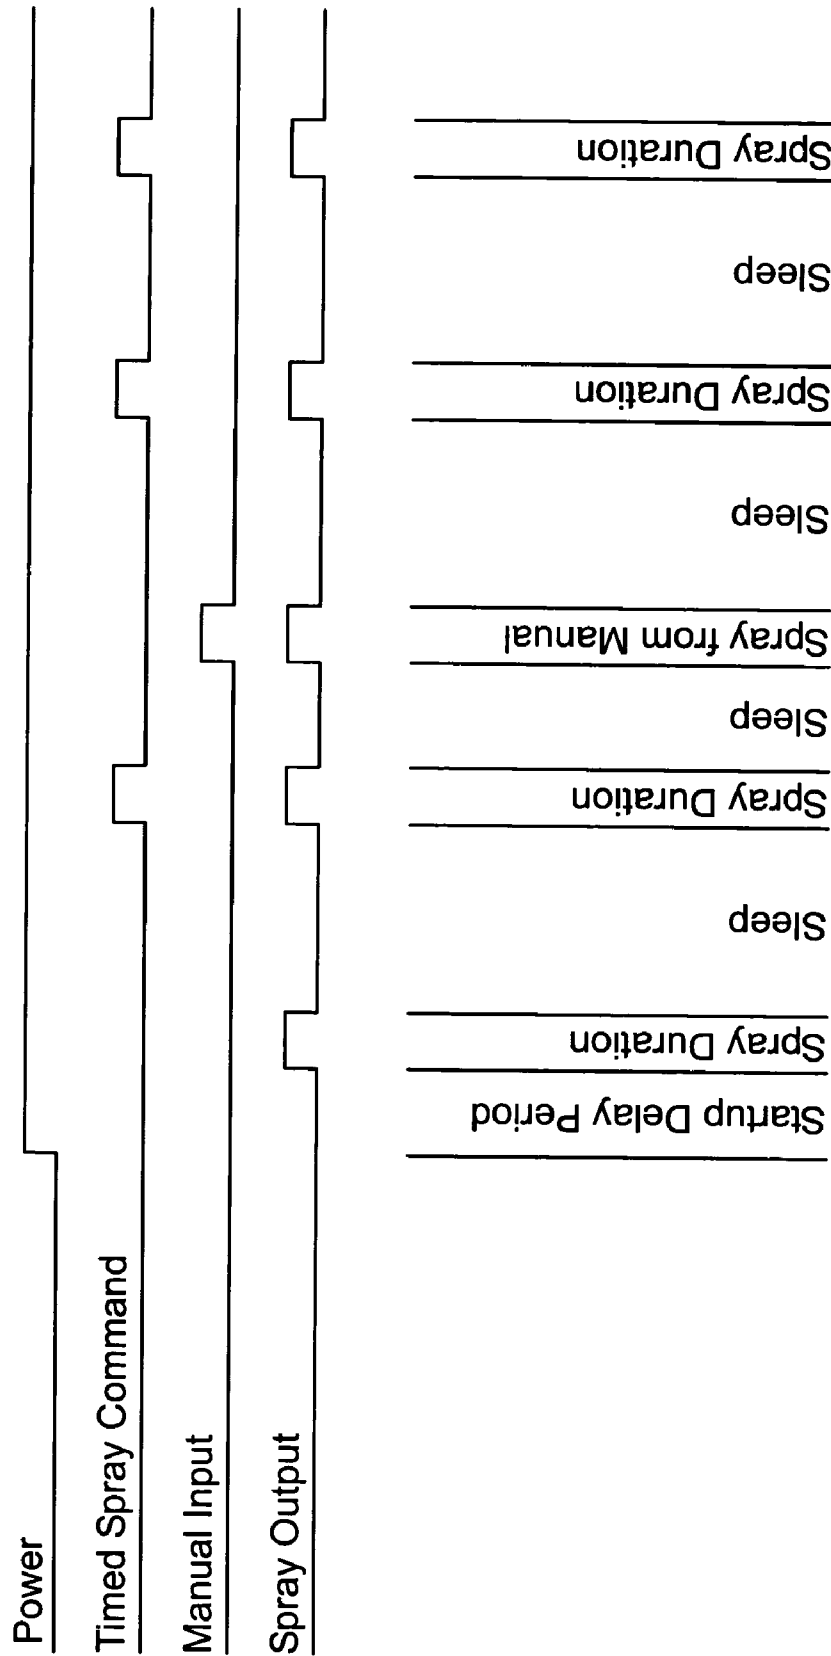 Power
Timed Spray Command
Manual Input
Spray Output
Startup Delay Period
Spray Duration
Sleep
Spray Duration
Sleep
Spray from Manual
Sleep
Spray Duration
Sleep
Spray Duration